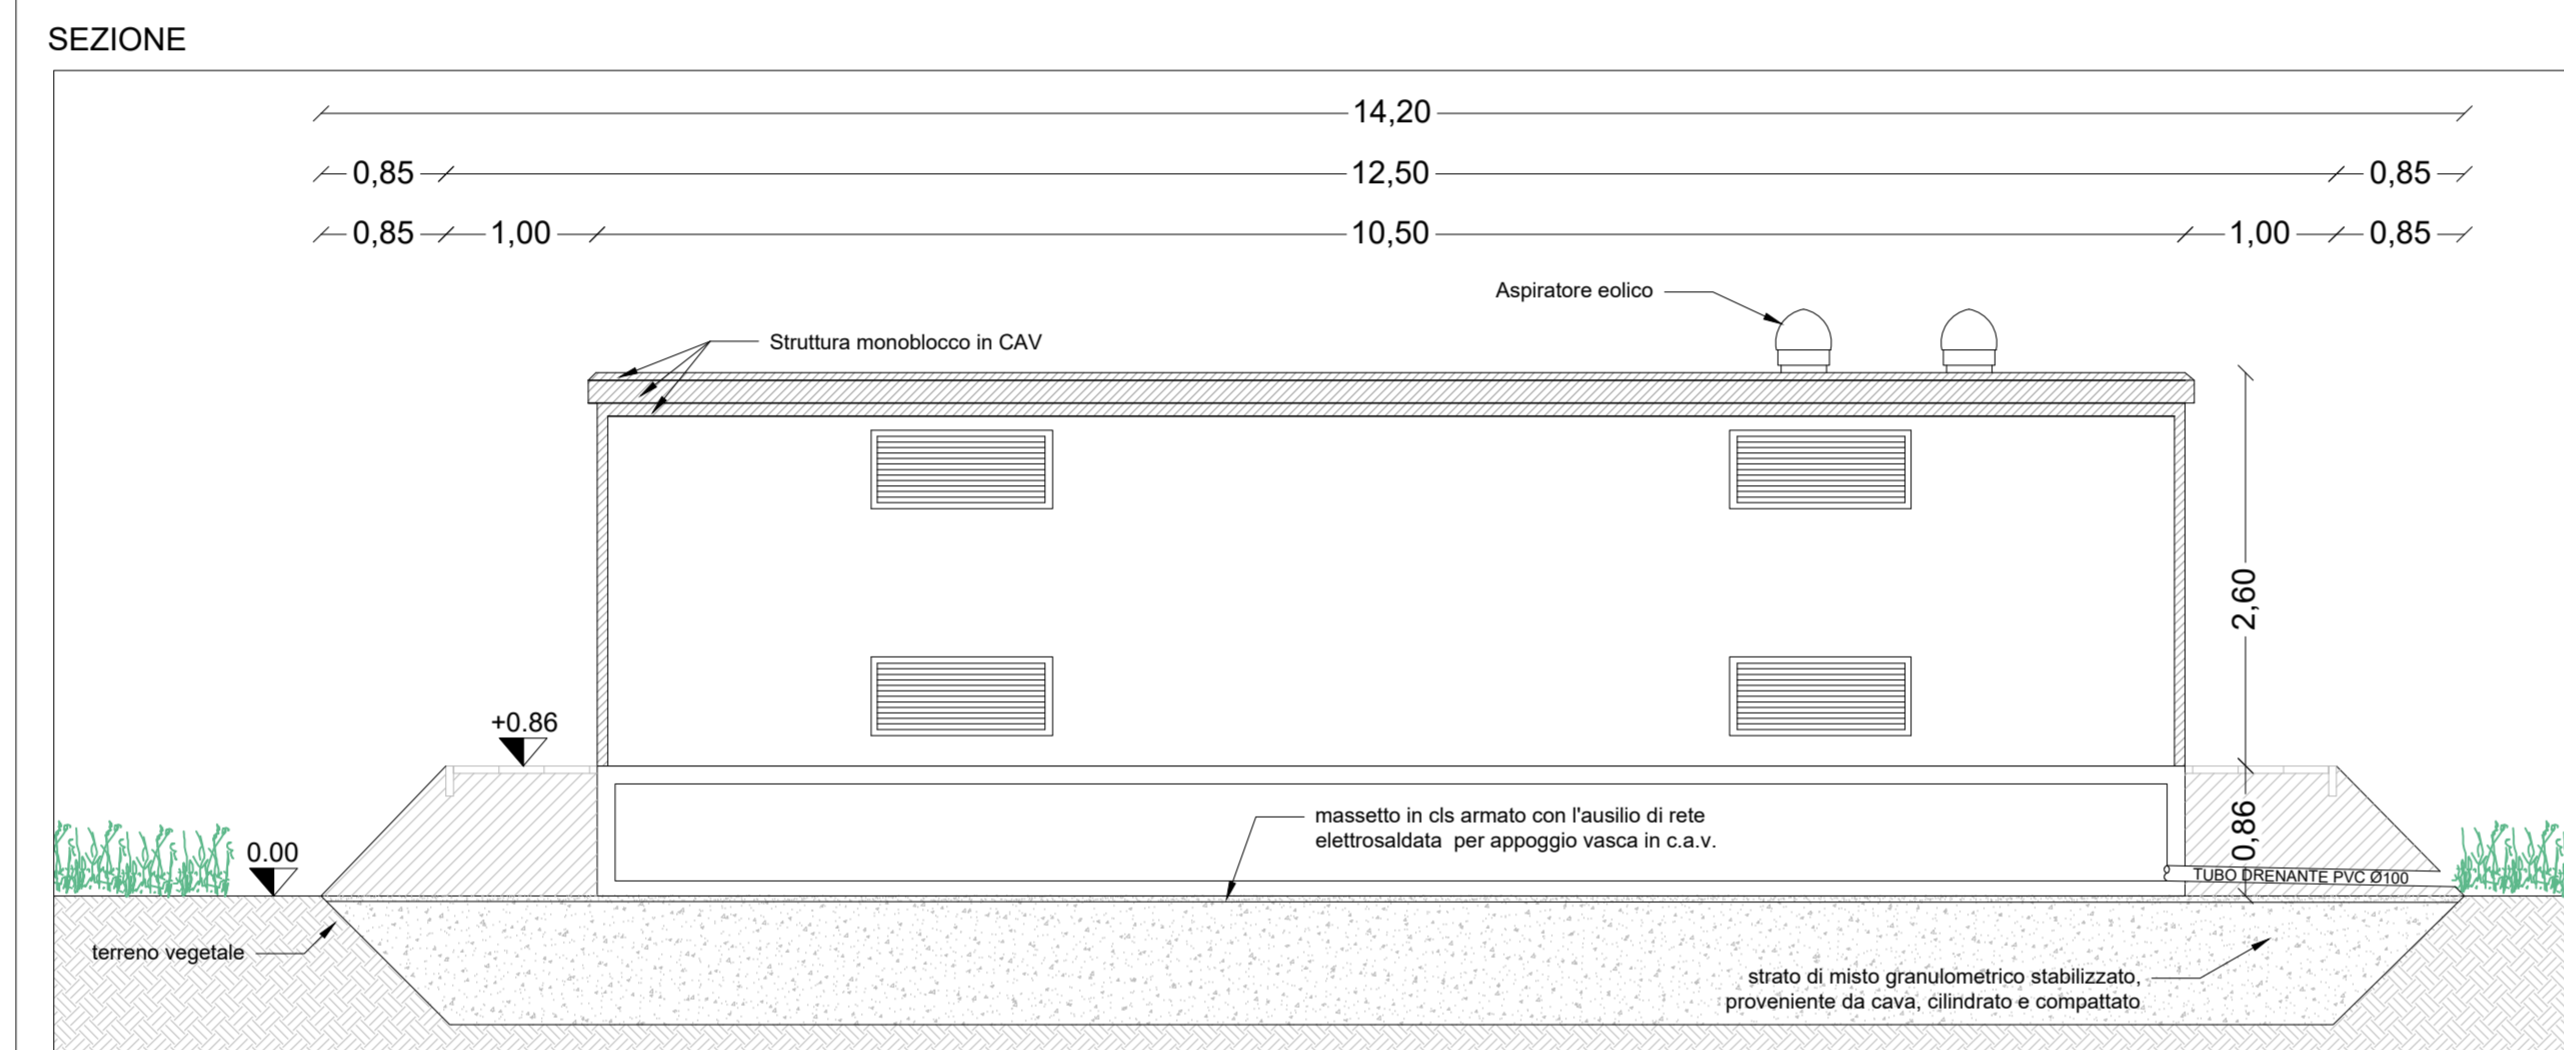 SEZIONE
14,20
0,85 12,50 0,85
0,85 1,00 10,50 1,00 0,85
Aspiratore eolico
Struttura monoblocco in CAV
2,60
+0.86
massetto in cls armato con l'ausilio di rete
elettrosaldata per appoggio vasca in c.a.v.
0,86
0.00
TUBO DRENANTE PVC Ø100
terreno vegetale
strato di misto granulometrico stabilizzato,
proveniente da cava, cilindrato e compattato